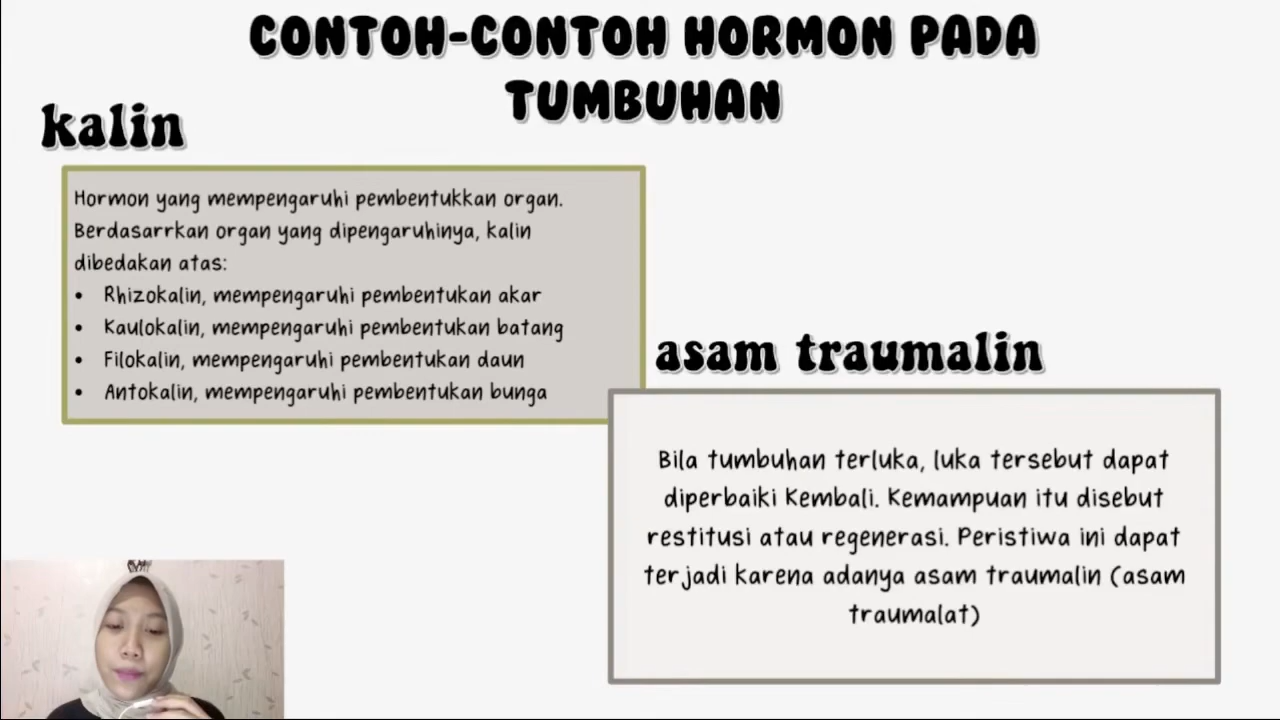 CONTOH-CONTOH HORMON PADA
TUMBUHAN
kalin
Hormon yang mempengaruhi pembentukkan organ.
Berdasarrkan organ yang dipengaruhinya, kalin
dibedakan atas:
• Rhizokalin, mempengaruhi pembentukan akar
• Kaulokalin, mempengaruhi pembentukan batang
• Filokalin, mempengaruhi pembentukan daun
• Antokalin, mempengaruhi pembentukan bunga
asam traumalin
Bila tumbuhan terluka, luka tersebut dapat
diperbaiki Kembali. Kemampuan itu disebut
restitusi atau regenerasi. Peristiwa ini dapat
terjadi karena adanya asam traumalin (asam
traumalat)